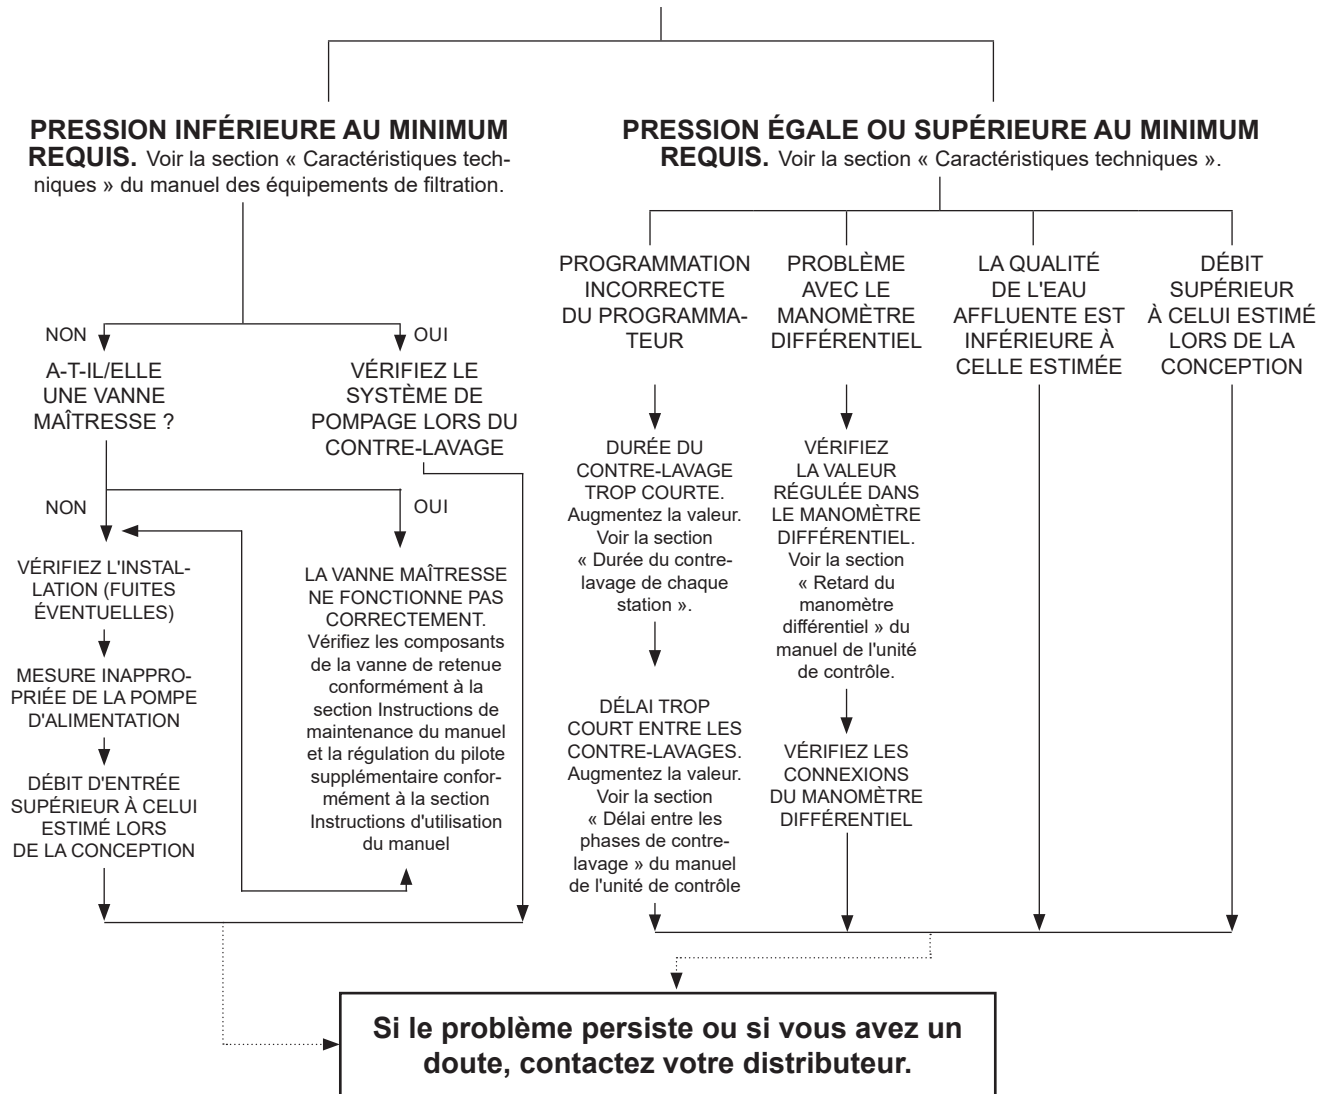 PRESSION INFÉRIEURE AU MINIMUM
REQUIS. Voir la section « Caractéristiques tech-
niques » du manuel des équipements de filtration.
NON
OUI
A-T-IL/ELLE
UNE VANNE
MAÎTRESSE ?
VÉRIFIEZ LE
SYSTÈME DE
POMPAGE LORS DU
CONTRE-LAVAGE
NON
OUI
VÉRIFIEZ L'INSTAL-
LATION (FUITES
ÉVENTUELLES)
MESURE INAPPRO-
PRIÉE DE LA POMPE
D'ALIMENTATION
DÉBIT D'ENTRÉE
SUPÉRIEUR À CELUI
ESTIMÉ LORS
DE LA CONCEPTION
LA VANNE MAÎTRESSE
NE FONCTIONNE PAS
CORRECTEMENT.
Vérifiez les composants
de la vanne de retenue
conformément à la
section Instructions de
maintenance du manuel
et la régulation du pilote
supplémentaire confor-
mément à la section
Instructions d'utilisation
du manuel
PRESSION ÉGALE OU SUPÉRIEURE AU MINIMUM
REQUIS. Voir la section « Caractéristiques techniques ».
PROGRAMMATION
INCORRECTE
DU PROGRAMMA-
TEUR
DURÉE DU
CONTRE-LAVAGE
TROP COURTE.
Augmentez la valeur.
Voir la section
« Durée du contre-
lavage de chaque
station ».
DÉLAI TROP
COURT ENTRE LES
CONTRE-LAVAGES.
Augmentez la valeur.
Voir la section
« Délai entre les
phases de contre-
lavage » du manuel
de l'unité de contrôle
PROBLÈME
AVEC LE
MANOMÈTRE
DIFFÉRENTIEL
VÉRIFIEZ
LA VALEUR
RÉGULÉE DANS
LE MANOMÈTRE
DIFFÉRENTIEL.
Voir la section
« Retard du
manomètre
différentiel » du
manuel de l'unité
de contrôle.
VÉRIFIEZ LES
CONNEXIONS
DU MANOMÈTRE
DIFFÉRENTIEL
LA QUALITÉ
DE L'EAU
AFFLUENTE EST
INFÉRIEURE À
CELLE ESTIMÉE
DÉBIT
SUPÉRIEUR
À CELUI ESTIMÉ
LORS DE LA
CONCEPTION
Si le problème persiste ou si vous avez un
doute, contactez votre distributeur.